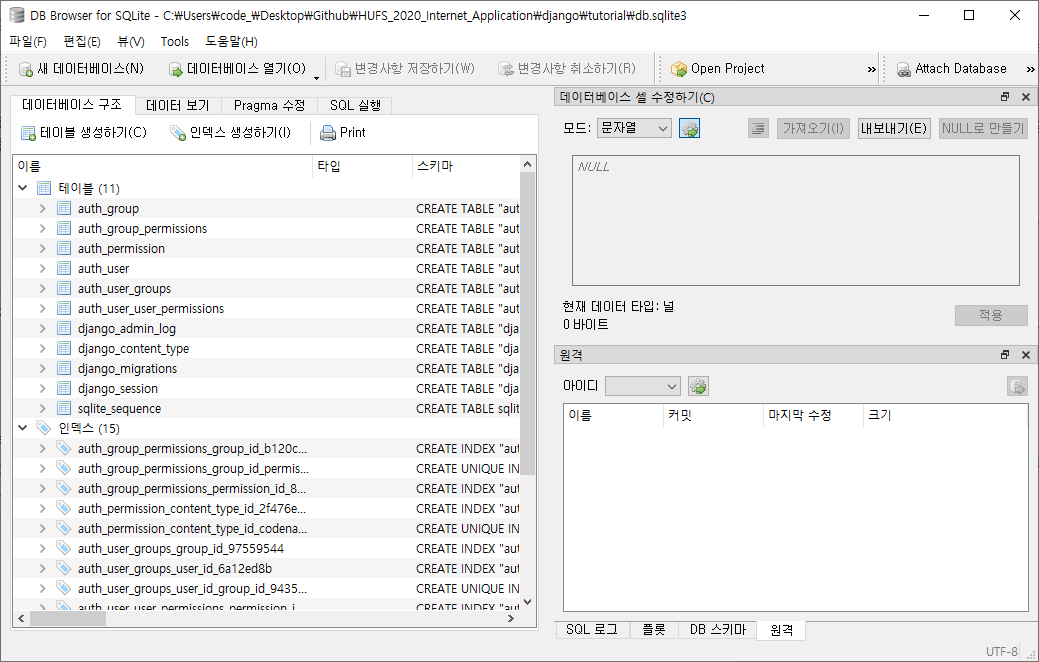 DB Browser for SQLite - C:₩Users₩code_₩Desktop₩Github₩HUFS_2020_Internet_Application₩django₩tutorial₩db.sqlite3
파일(F) 편집(E) 뷰(V) Tools 도움말(H)
새 데이터베이스(N) 데이터베이스 열기(O) 변경사항 저장하기(W) 변경사항 취소하기(R) Open Project » Attach Database »
데이터베이스 구조 데이터 보기 Pragma 수정 SQL 실행
테이블 생성하기(C) 인덱스 생성하기(I) Print
이름 타입 스키마
테이블 (11)
auth_group CREATE TABLE "aut
auth_group_permissions CREATE TABLE "aut
auth_permission CREATE TABLE "aut
auth_user CREATE TABLE "aut
auth_user_groups CREATE TABLE "aut
auth_user_user_permissions CREATE TABLE "aut
django_admin_log CREATE TABLE "dja
django_content_type CREATE TABLE "dja
django_migrations CREATE TABLE "dja
django_session CREATE TABLE "dja
sqlite_sequence CREATE TABLE sqlit
인덱스 (15)
auth_group_permissions_group_id_b120c... CREATE INDEX "aut
auth_group_permissions_group_id_permis... CREATE UNIQUE IN
auth_group_permissions_permission_id_8... CREATE INDEX "aut
auth_permission_content_type_id_2f476e... CREATE INDEX "aut
auth_permission_content_type_id_codena... CREATE UNIQUE IN
auth_user_groups_group_id_97559544 CREATE INDEX "aut
auth_user_groups_user_id_6a12ed8b CREATE INDEX "aut
auth_user_groups_user_id_group_id_9435... CREATE UNIQUE IN
auth_user_user_permissions_permission_i... CREATE INDEX "aut
데이터베이스 셀 수정하기(C)
모드: 문자열 가져오기(I) 내보내기(E) NULL로 만들기
NULL
현재 데이터 타입: 널
0 바이트
적용
원격
아이디
이름 커밋 마지막 수정 크기
SQL 로그 플롯 DB 스키마 원격
UTF-8